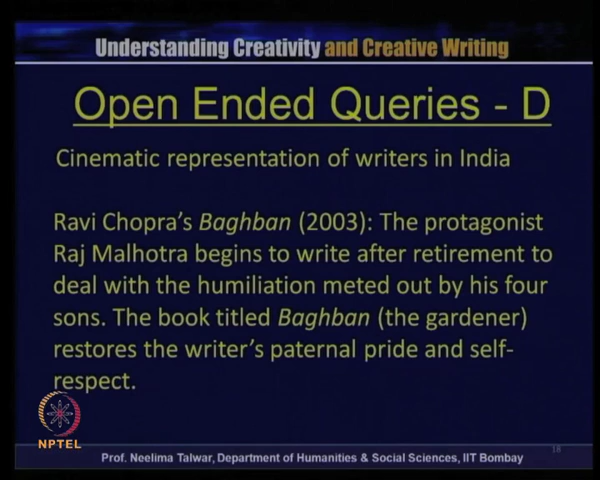 Understanding Creativity and Creative Writing
Open Ended Queries - D
Cinematic representation of writers in India
Ravi Chopra's Baghban (2003): The protagonist
Raj Malhotra begins to write after retirement to
deal with the humiliation meted out by his four
sons. The book titled Baghban (the gardener)
restores the writer's paternal pride and self-
respect.
NPTEL
18
Prof. Neelima Talwar, Department of Humanities & Social Sciences, IIT Bombay